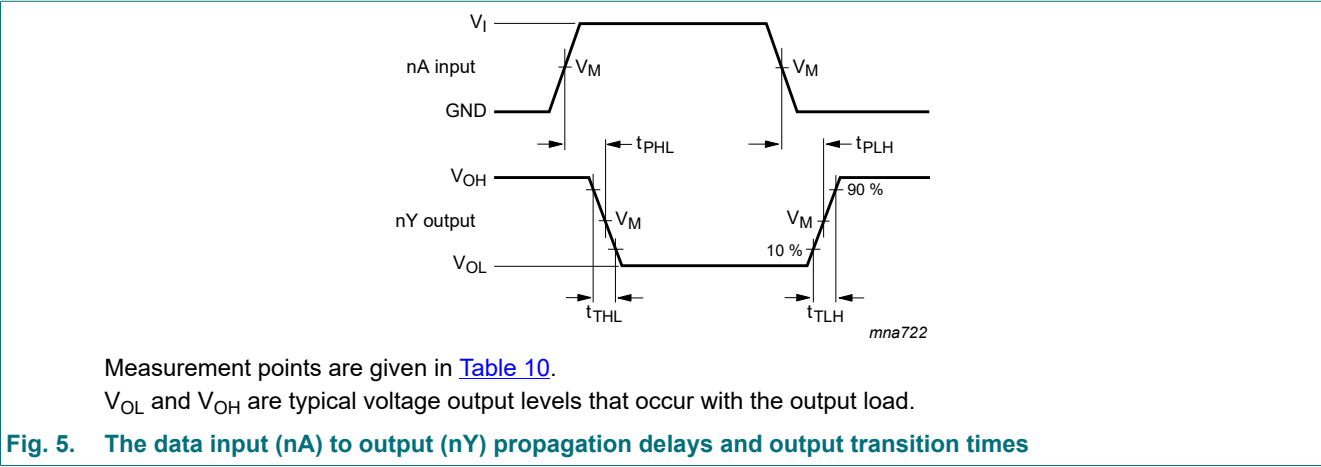 VI
nA input
VM
VM
GND
tPHL
tPLH
VOH
90 %
nY output
VM
VM
10 %
VOL
tTHL
tTLH
mna722
Measurement points are given in Table 10.
VOL and VOH are typical voltage output levels that occur with the output load.
Fig. 5. The data input (nA) to output (nY) propagation delays and output transition times